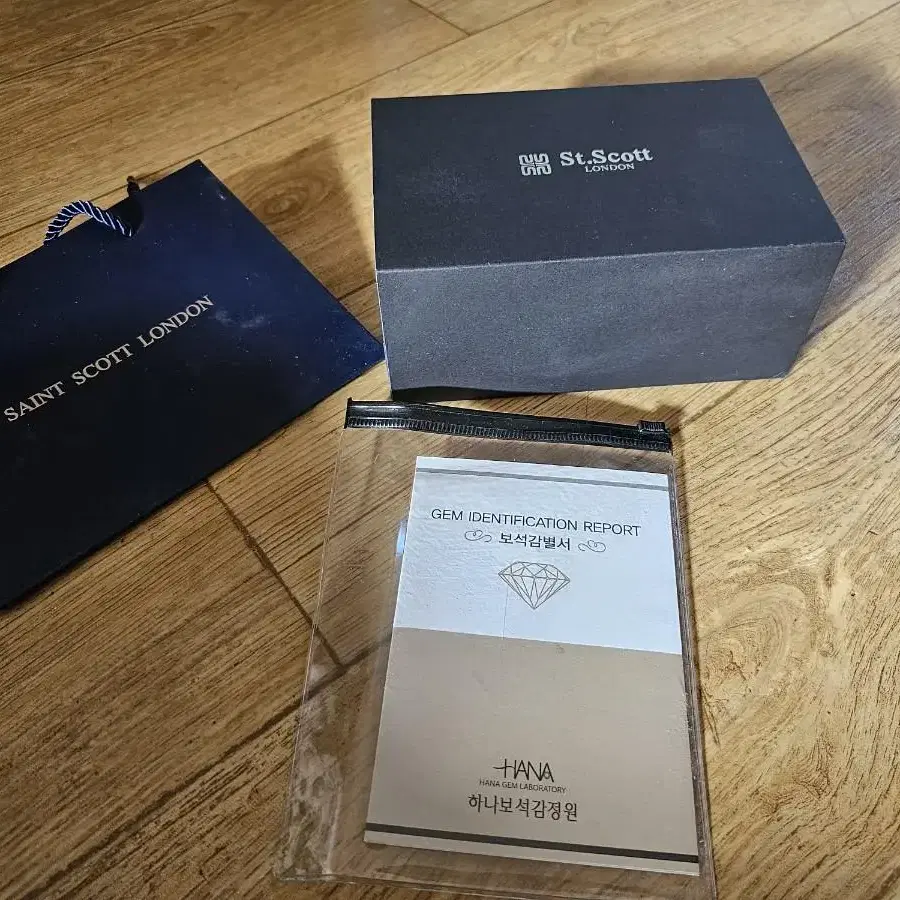 St.Scott
LONDON
SAINT SCOTT LONDON
GEM IDENTIFICATION REPORT
보석감별서
HANA
HANA GEM LABORATORY
하나보석감정원